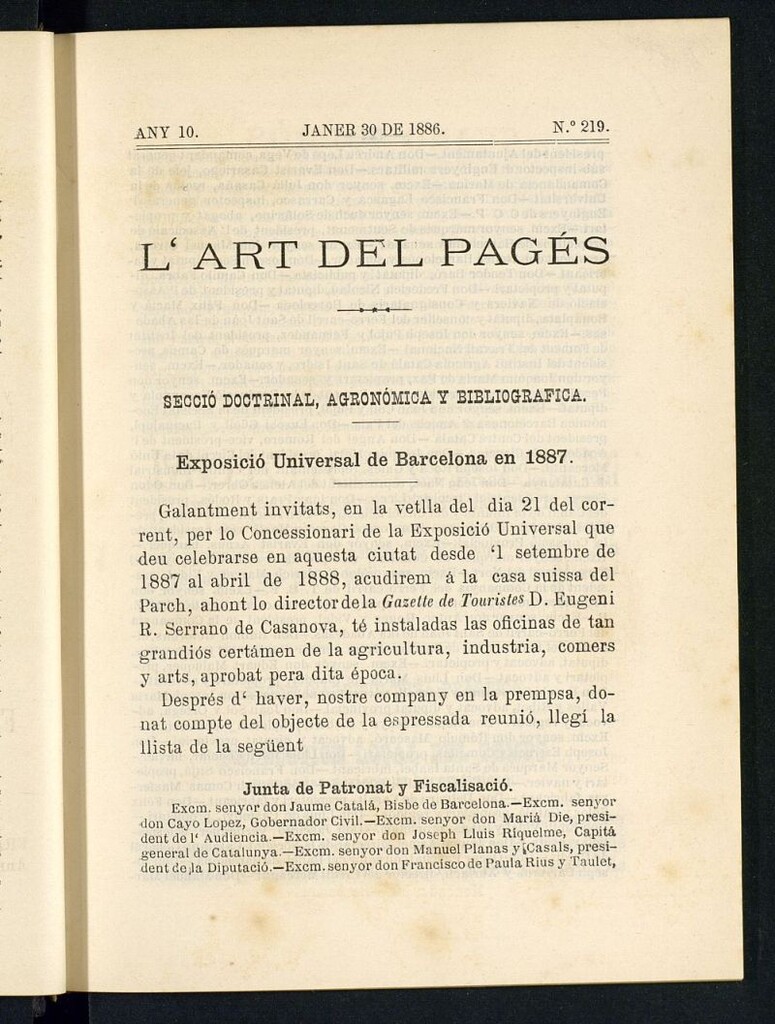 ANY 10. JANER 30 DE 1886. N.º 219.
L‘ ART DEL PAGÉS
SECCIÓ DOCTRINAL, AGRONÓMICA Y BIBLIOGRAFICA.
Exposició Universal de Barcelona en 1887.
Galantment invitats, en la vetlla del dia 21 del cor-
rent, per lo Concessionari de la Exposició Universal que
deu celebrarse en aquesta ciutat desde ‘1 setembre de
1887 al abril de 1888, acudirem á la casa suissa del
Parch, ahont lo director de la Gazette de Touristes D. Eugeni
R. Serrano de Casanova, té instaladas las oficinas de tan
grandiós certámen de la agricultura, industria, comers
y arts, aprobat pera dita época.
Després d‘ haver, nostre company en la prempsa, do-
nat compte del objecte de la espressada reunió, llegí la
llista de la següent
Junta de Patronat y Fiscalisació.
Excm. senyor don Jaume Catalá, Bisbe de Barcelona.—Excm. senyor
don Cayo Lopez, Gobernador Civil.—Excm. senyor don Mariá Die, presi-
dent de l‘ Audiencia.—Excm. senyor don Joseph Lluis Riquelme, Capitá
general de Catalunya.—Excm. senyor don Manuel Planas y Casals, presi-
dent de la Diputació.—Excm. senyor don Francisco de Paula Rius y Taulet,